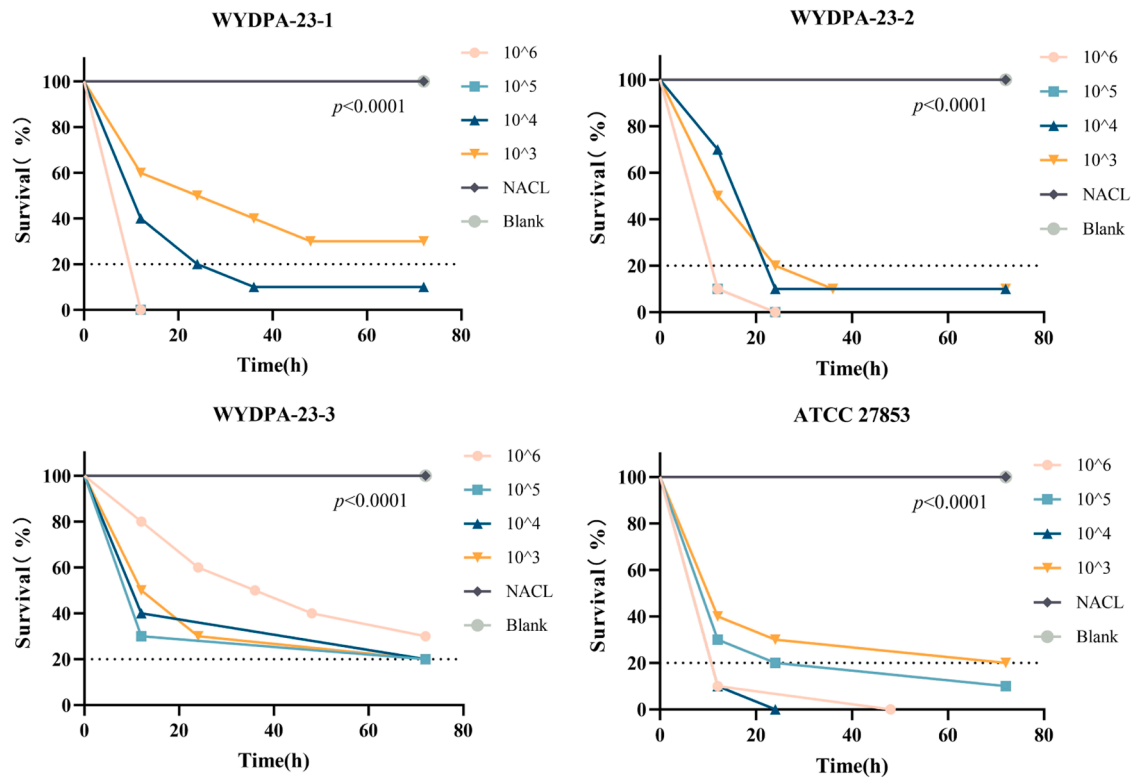 WYDPA-23-1
Survival( %)
100
80
60
40
20
0
0 20 40 60 80
Time(h)
p<0.0001
10^6
10^5
10^4
10^3
NACL
Blank
WYDPA-23-2
Survival( %)
100
80
60
40
20
0
0 20 40 60 80
Time(h)
p<0.0001
10^6
10^5
10^4
10^3
NACL
Blank
WYDPA-23-3
Survival( %)
100
80
60
40
20
0
0 20 40 60 80
Time(h)
p<0.0001
10^6
10^5
10^4
10^3
NACL
Blank
ATCC 27853
Survival( %)
100
80
60
40
20
0
0 20 40 60 80
Time(h)
p<0.0001
10^6
10^5
10^4
10^3
NACL
Blank